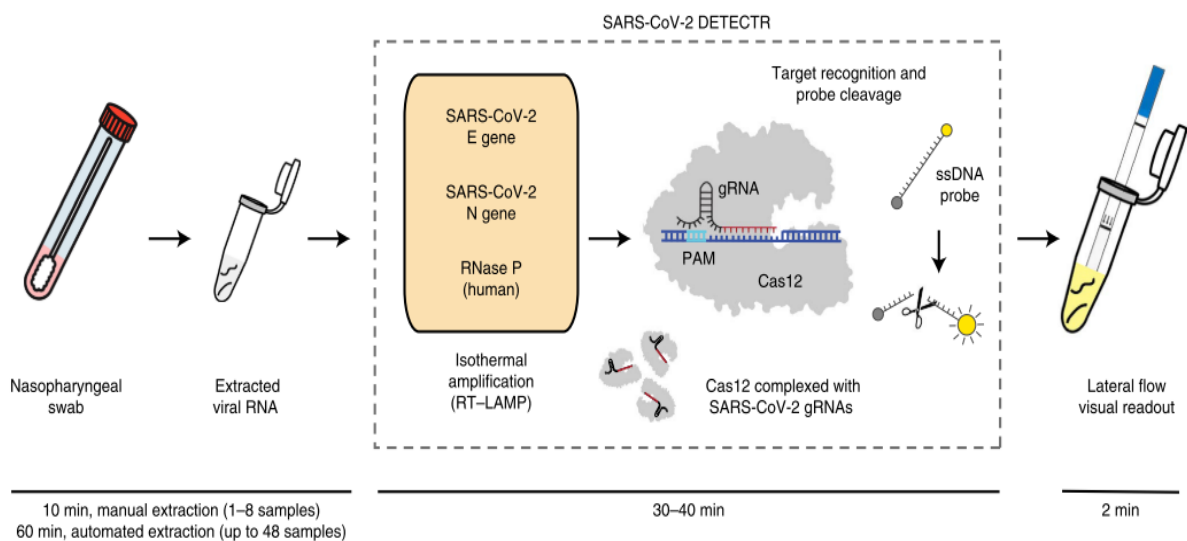 SARS-CoV-2 DETECTR
SARS-CoV-2
E gene
SARS-CoV-2
N gene
RNase P
(human)
Target recognition and
probe cleavage
gRNA
PAM
Cas12
ssDNA
probe
Nasopharyngeal
swab
Extracted
viral RNA
Isothermal
amplification
(RT–LAMP)
Cas12 complexed with
SARS-CoV-2 gRNAs
Lateral flow
visual readout
10 min, manual extraction (1–8 samples)
60 min, automated extraction (up to 48 samples)
30–40 min
2 min